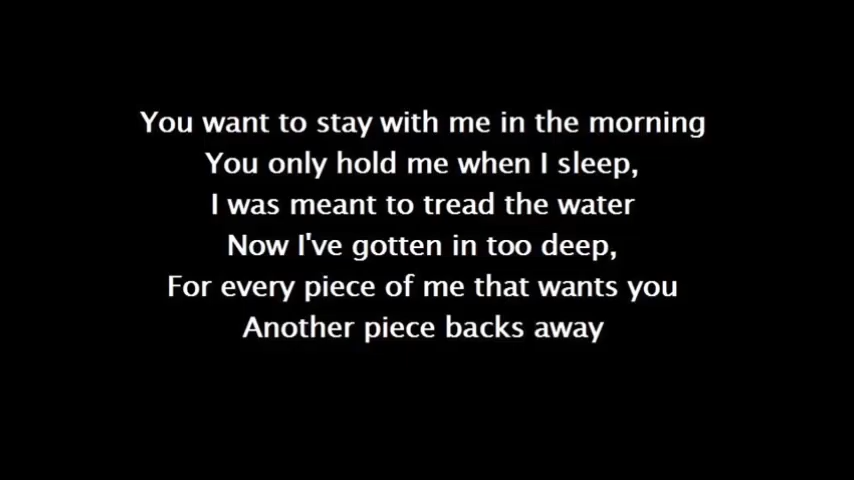 You want to stay with me in the morning
You only hold me when I sleep,
I was meant to tread the water
Now I've gotten in too deep,
For every piece of me that wants you
Another piece backs away